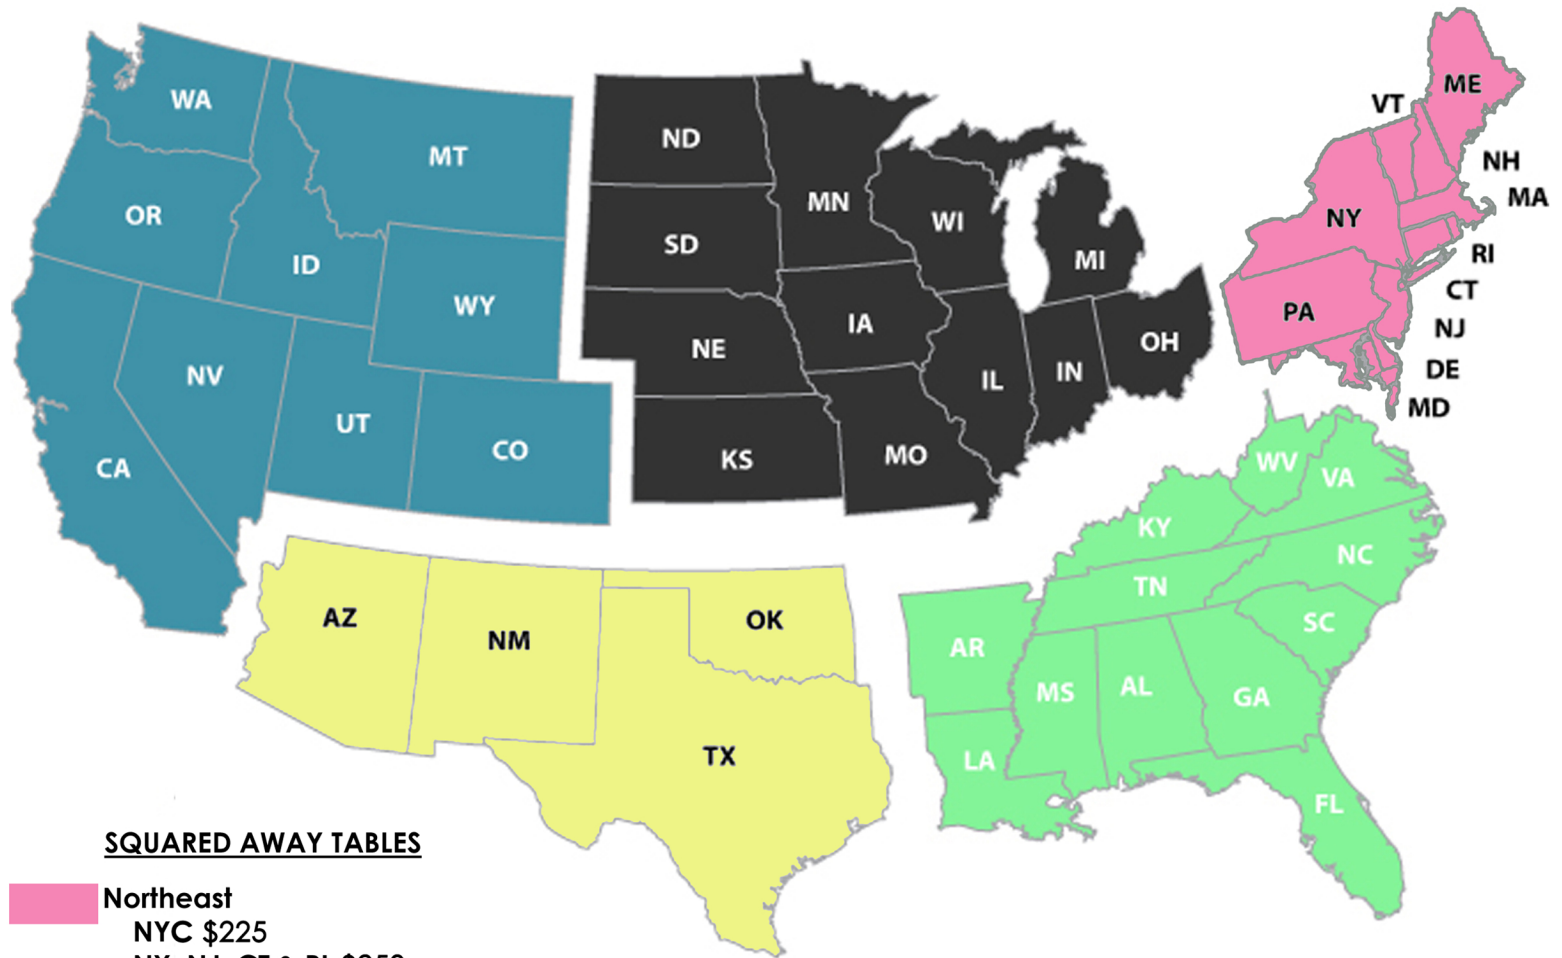 WA
MT
OR
ID
WY
NV
UT
CO
CA
ND
MN
SD
WI
MI
IA
NE
IL
IN
OH
KS
MO
ME
VT
NH
MA
NY
RI
CT
PA
NJ
DE
MD
WV
VA
KY
NC
TN
SC
AR
MS
AL
GA
LA
FL
AZ
NM
OK
TX
SQUARED AWAY TABLES
Northeast
NYC $225